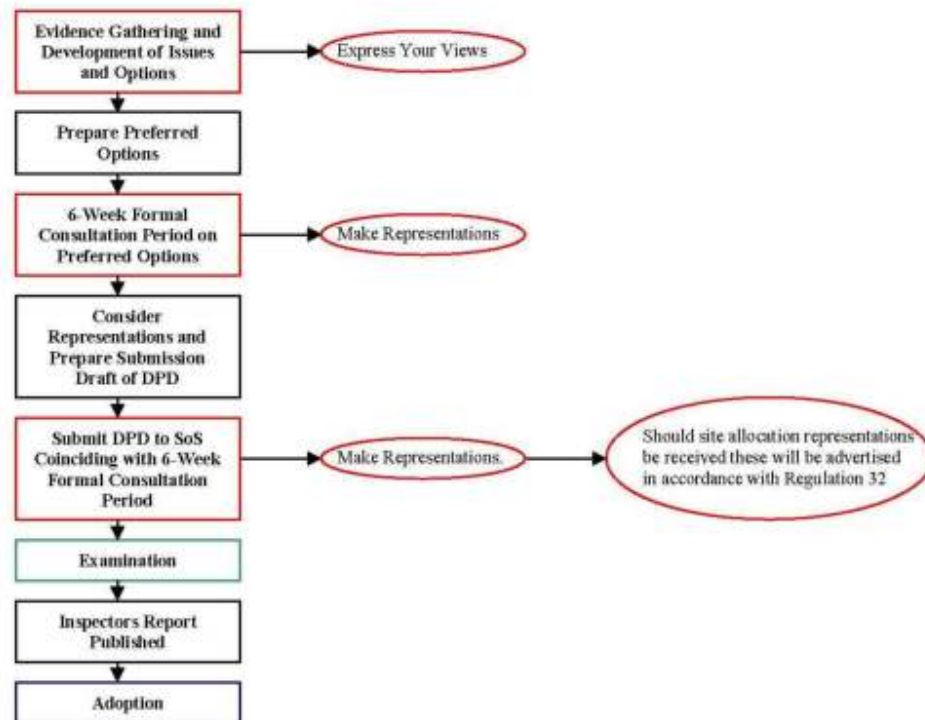 Evidence Gathering and
Development of Issues
and Options
Express Your Views
Prepare Preferred
Options
6-Week Formal
Consultation Period on
Preferred Options
Make Representations
Consider
Representations and
Prepare Submission
Draft of DPD
Submit DPD to SoS
Coinciding with 6-Week
Formal Consultation
Period
Make Representations.
Should site allocation representations
be received these will be advertised
in accordance with Regulation 32
Examination
Inspectors Report
Published
Adoption